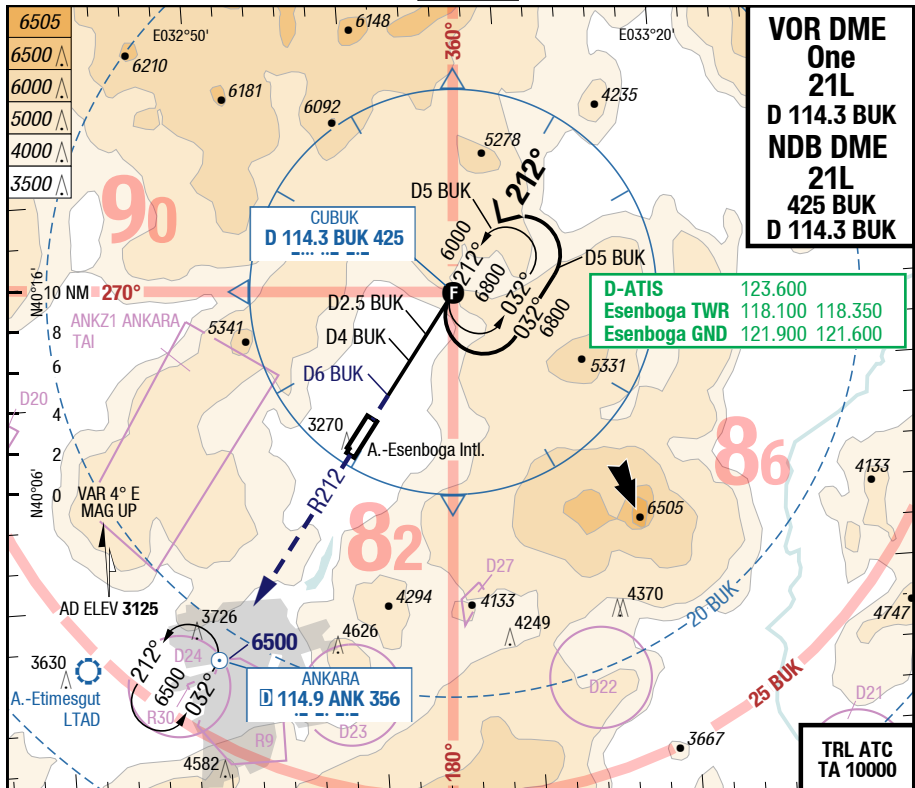 6505
6500
6000
5000
4000
3500
E032°50'
6148
6210
6181
6092
360°
E033°20'
4235
5278
VOR DME
One
21L
D 114.3 BUK
NDB DME
21L
425 BUK
D 114.3 BUK
90
D5 BUK
212°
CUBUK
D 114.3 BUK 425
6000
212°
6800
032°
032°
6800
D5 BUK
N40°16'
10 NM
270°
F
D2.5 BUK
D4 BUK
D6 BUK
D-ATIS 123.600
Esenboga TWR 118.100 118.350
Esenboga GND 121.900 121.600
ANKZ1 ANKARA
TAI
5341
8
6
4
2
0
D20
5331
3270
A.-Esenboga Intl.
86
4133
N40°06'
VAR 4° E
MAG UP
R212
82
6505
AD ELEV 3125
4294
D27
4133
4249
4370
20 BUK
4747
3726
6500
4626
212°
6500
032°
D24
3630
A.-Etimesgut
LTAD
ANKARA
D 114.9 ANK 356
R30
R9
D23
D22
25 BUK
D21
4582
180°
3667
TRL ATC
TA 10000